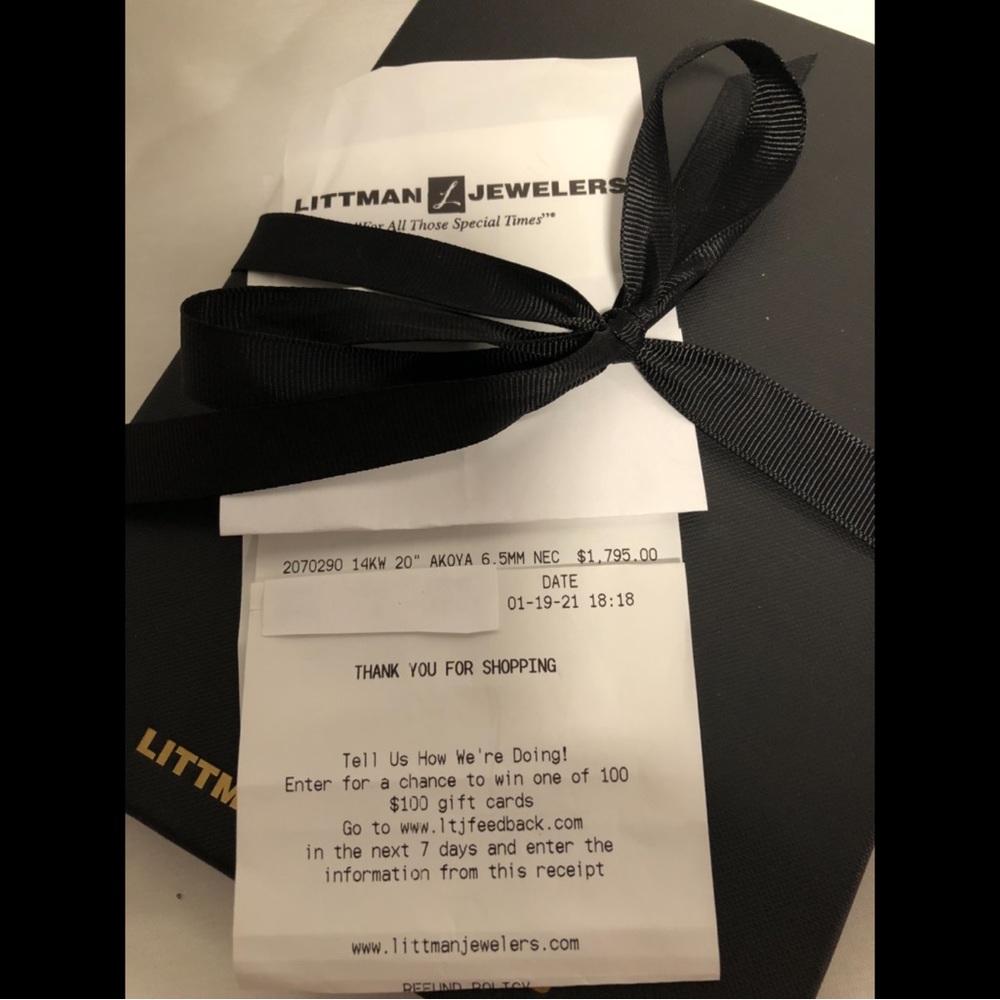 LITTMAN L JEWELERS
"For All Those Special Times"®
2070290 14KW 20" AKOYA 6.5MM NEC $1,795.00
DATE
01-19-21 18:18
THANK YOU FOR SHOPPING
Tell Us How We're Doing!
Enter for a chance to win one of 100
$100 gift cards
Go to www.ltjfeedback.com
in the next 7 days and enter the
information from this receipt
www.littmanjewelers.com
REFUND POLICY
LITTM